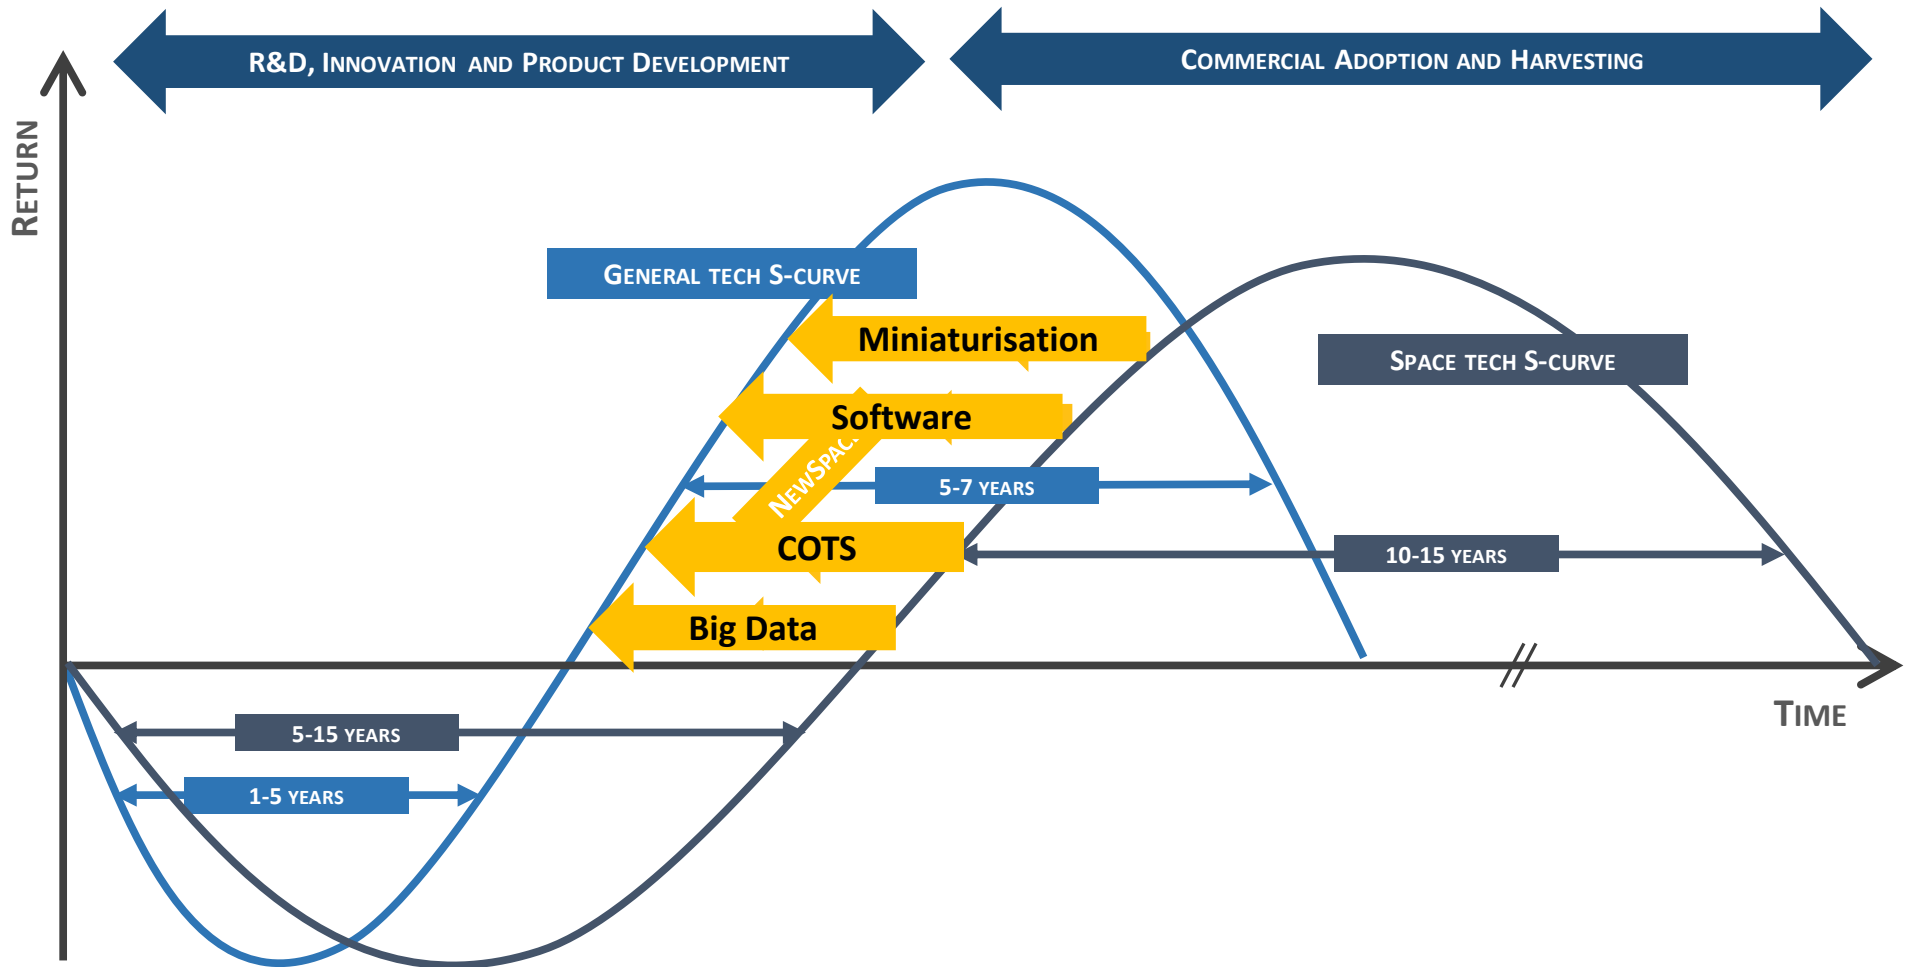 R&D, INNOVATION AND PRODUCT DEVELOPMENT
COMMERCIAL ADOPTION AND HARVESTING
RETURN
GENERAL TECH S-CURVE
Miniaturisation
SPACE TECH S-CURVE
Software
NEWSPACE
5-7 YEARS
COTS
10-15 YEARS
Big Data
TIME
5-15 YEARS
1-5 YEARS